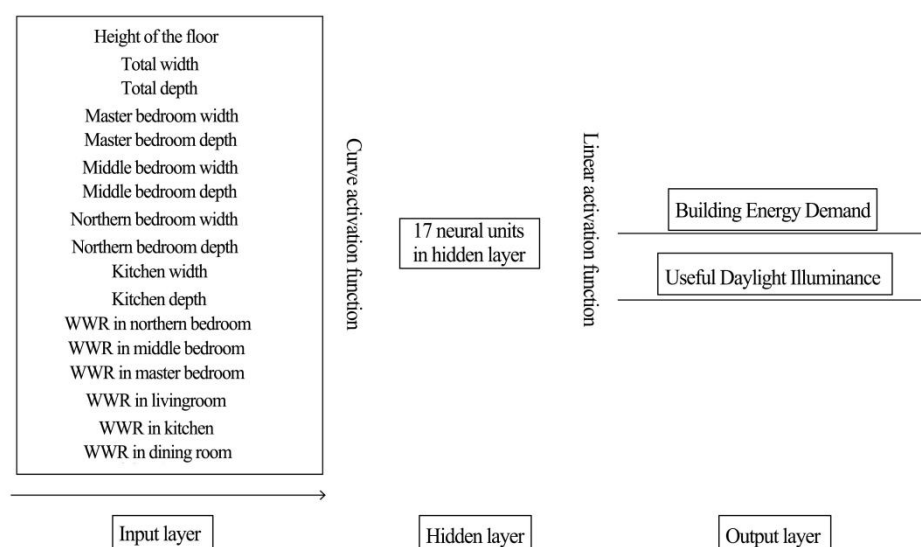 Height of the floor
Total width
Total depth
Master bedroom width
Master bedroom depth
Middle bedroom width
Middle bedroom depth
Northern bedroom width
Northern bedroom depth
Kitchen width
Kitchen depth
WWR in northern bedroom
WWR in middle bedroom
WWR in master bedroom
WWR in livingroom
WWR in kitchen
WWR in dining room
Curve activation function
17 neural units
in hidden layer
Linear activation function
Building Energy Demand
Useful Daylight Illuminance
Input layer
Hidden layer
Output layer